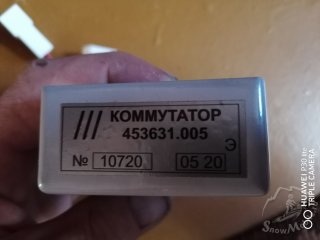 КОММУТАТОР
453631.005
Э
№ 10720 05 20
HUAWEI P30 lite
TRIPLE CAMERA